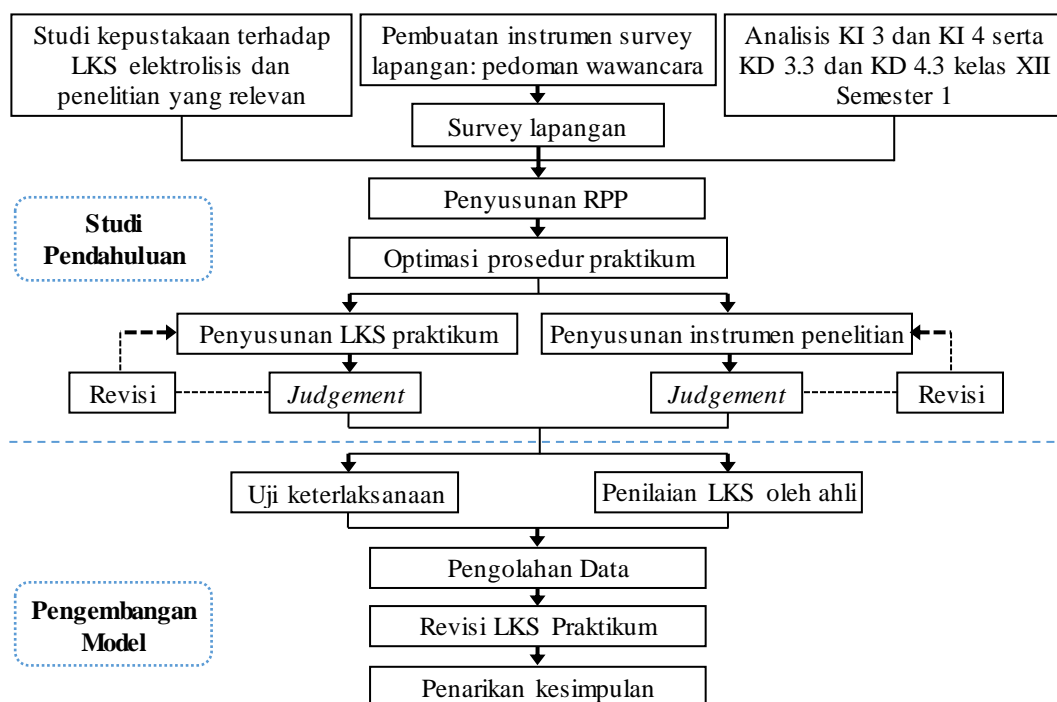 Studi kepustakaan terhadap
LKS elektrolisis dan
penelitian yang relevan
Pembuatan instrumen survey
lapangan: pedoman wawancara
Analisis KI 3 dan KI 4 serta
KD 3.3 dan KD 4.3 kelas XII
Semester 1
Survey lapangan
Penyusunan RPP
Studi
Pendahuluan
Optimasi prosedur praktikum
Penyusunan LKS praktikum
Penyusunan instrumen penelitian
Revisi
Judgement
Judgement
Revisi
Uji keterlaksanaan
Penilaian LKS oleh ahli
Pengolahan Data
Pengembangan
Model
Revisi LKS Praktikum
Penarikan kesimpulan